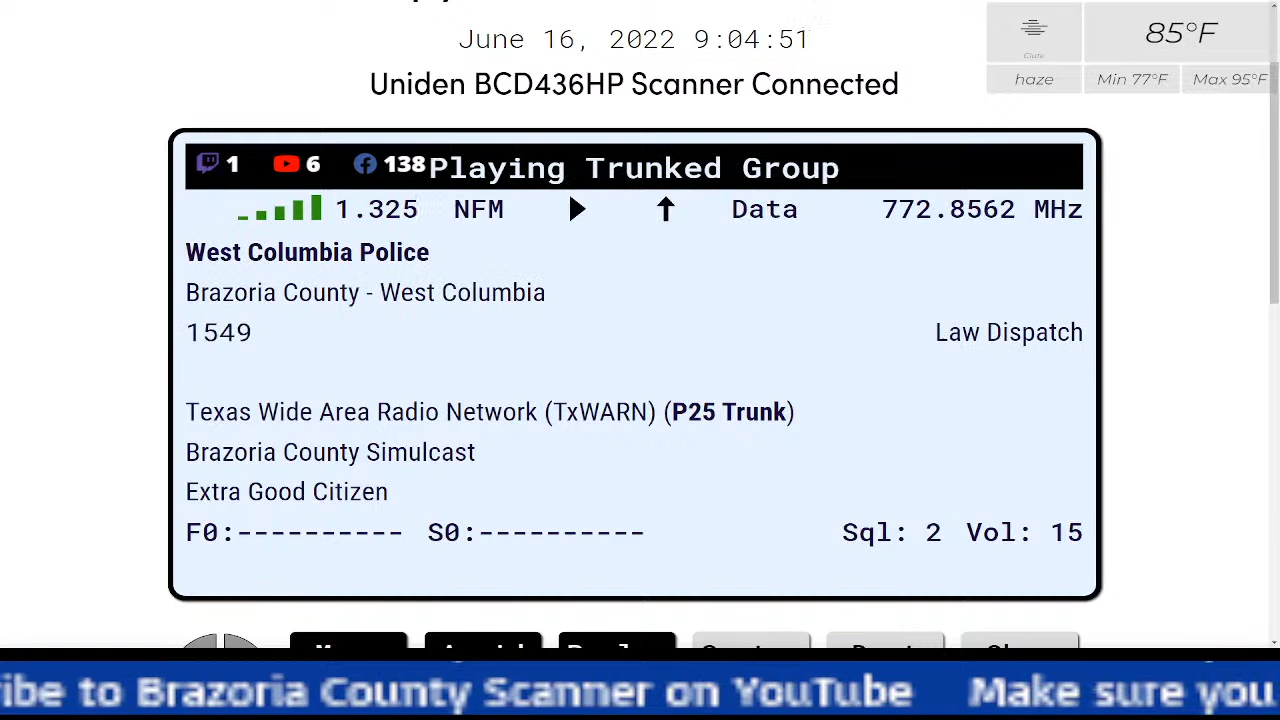 June 16, 2022 9:04:51
85°F
Clute
haze Min 77°F Max 95°F
Uniden BCD436HP Scanner Connected
1 6 138 Playing Trunked Group
1.325 NFM Data 772.8562 MHz
West Columbia Police
Brazoria County - West Columbia
1549 Law Dispatch
Texas Wide Area Radio Network (TxWARN) (P25 Trunk)
Brazoria County Simulcast
Extra Good Citizen
F0:---------- S0:---------- Sql: 2 Vol: 15
ribe to Brazoria County Scanner on YouTube Make sure you